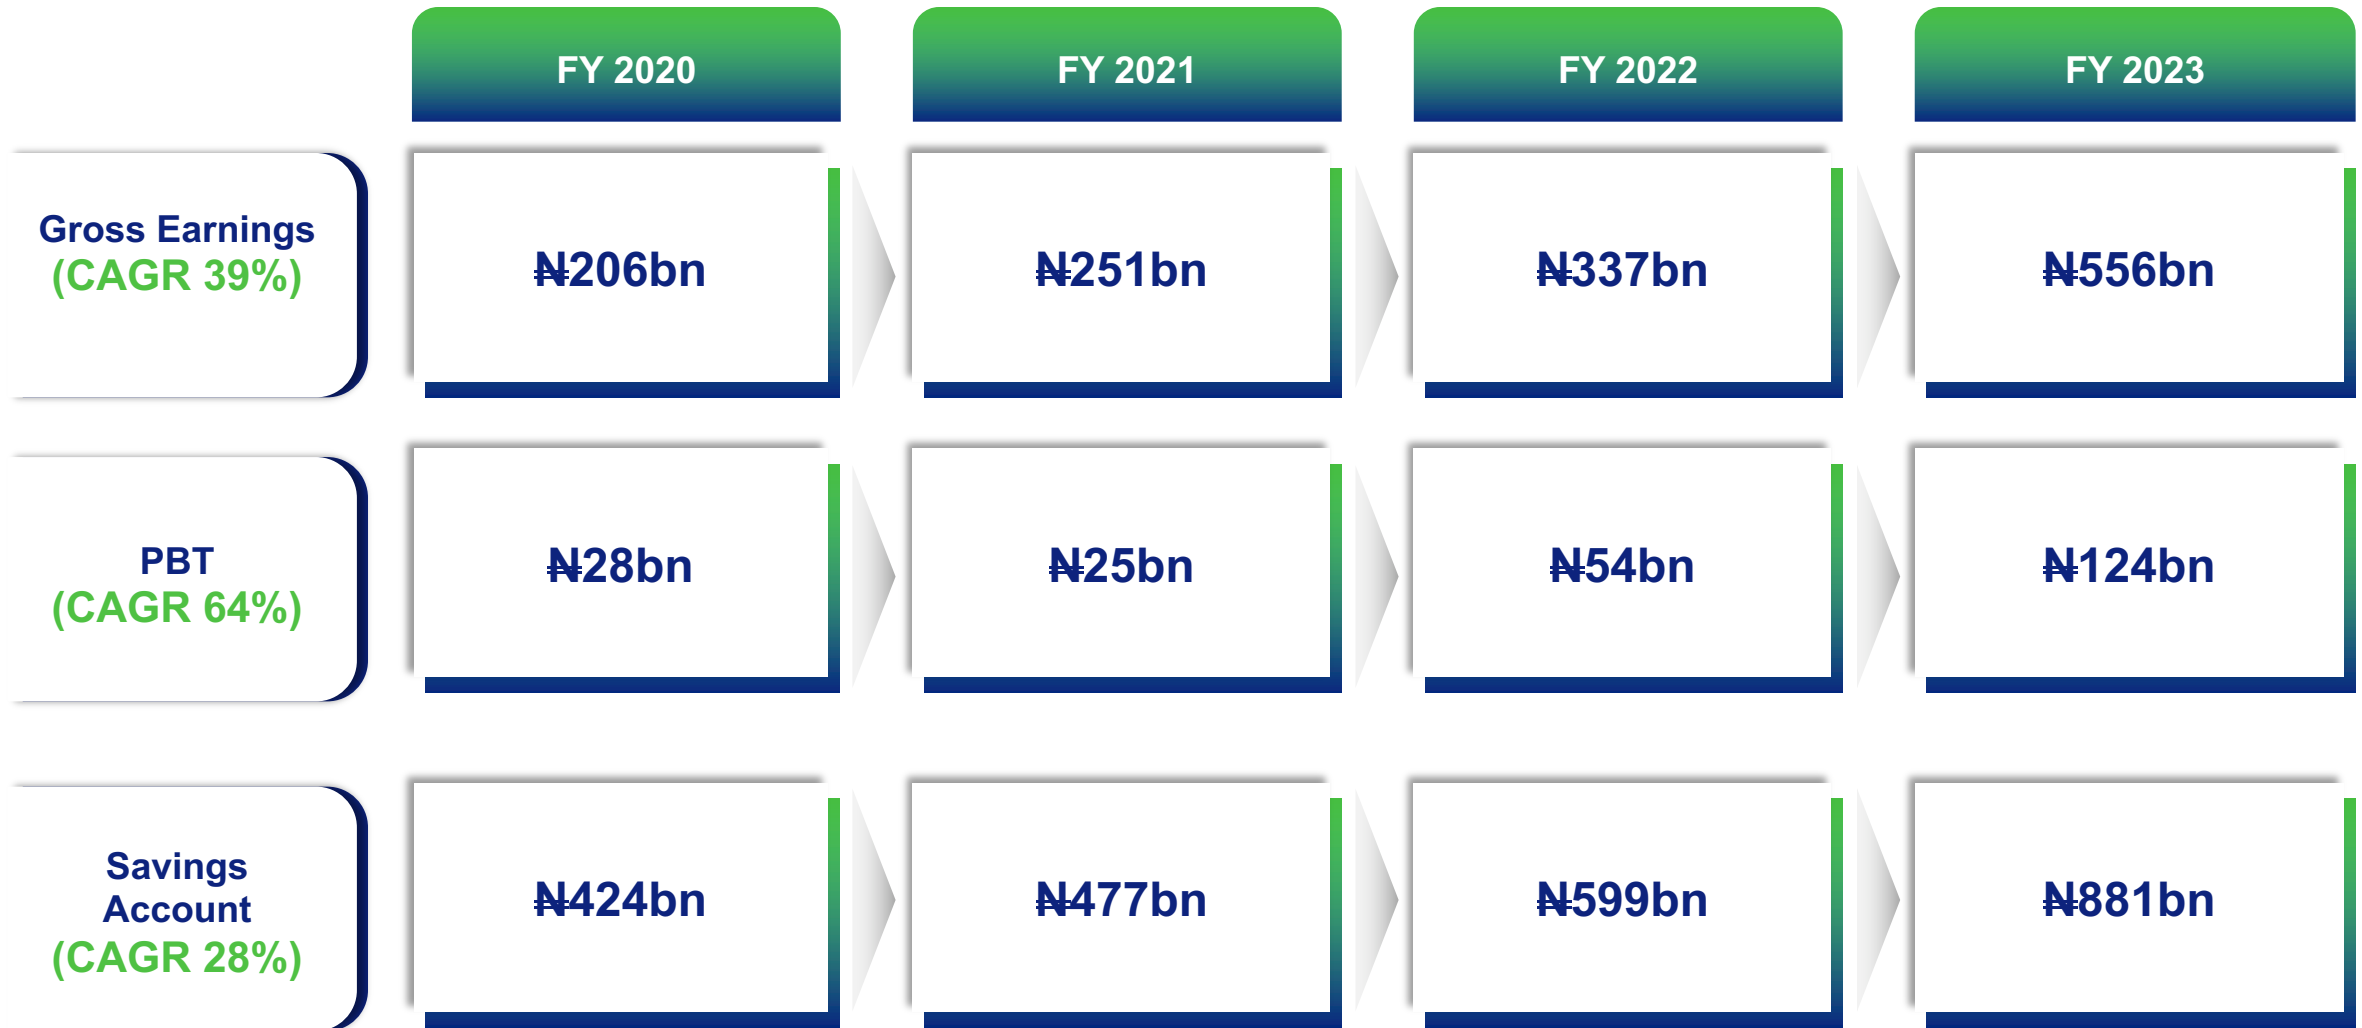 FY 2020
FY 2021
FY 2022
FY 2023
Gross Earnings
(CAGR 39%)
₦206bn
₦251bn
₦337bn
₦556bn
PBT
(CAGR 64%)
₦28bn
₦25bn
₦54bn
₦124bn
Savings
Account
(CAGR 28%)
₦424bn
₦477bn
₦599bn
₦881bn